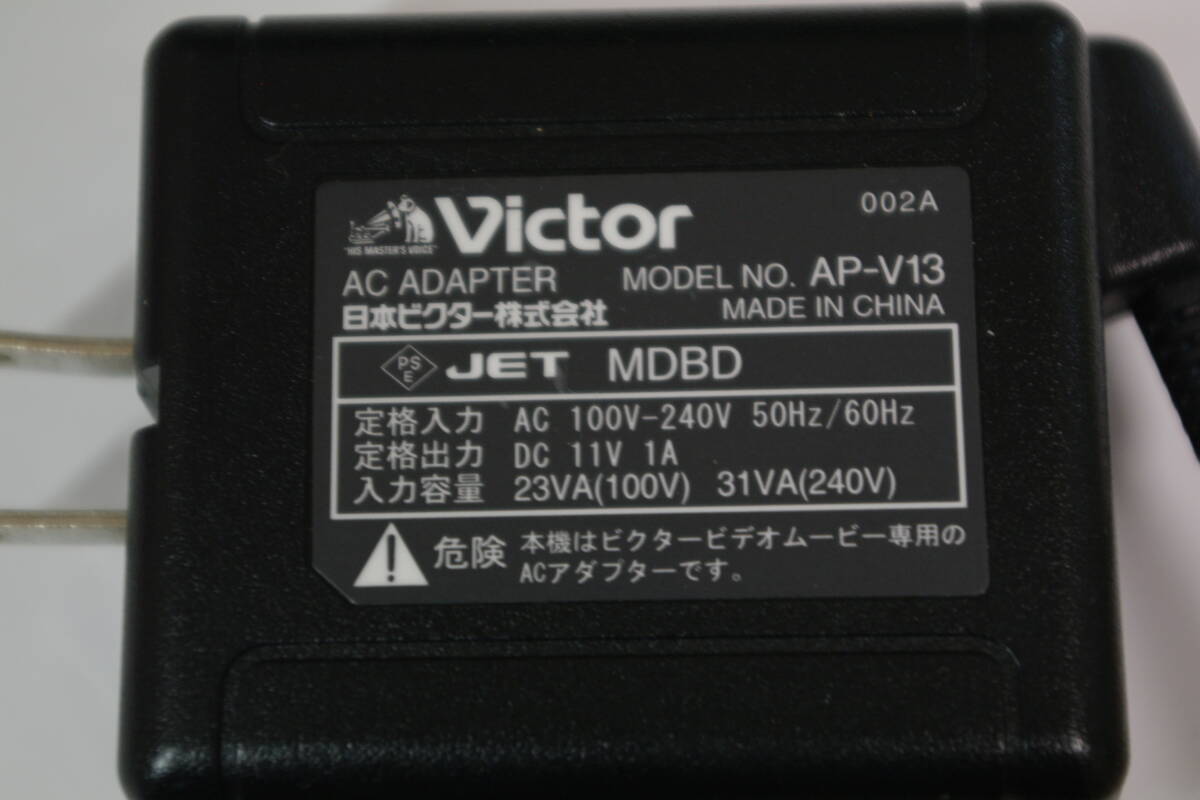 Victor 002A
"HIS MASTER'S VOICE"
AC ADAPTER MODEL NO. AP-V13
日本ビクター株式会社 MADE IN CHINA
PSE JET MDBD
定格入力 AC 100V-240V 50Hz/60Hz
定格出力 DC 11V 1A
入力容量 23VA(100V) 31VA(240V)
危険 本機はビクタービデオムービー専用の
ACアダプターです。